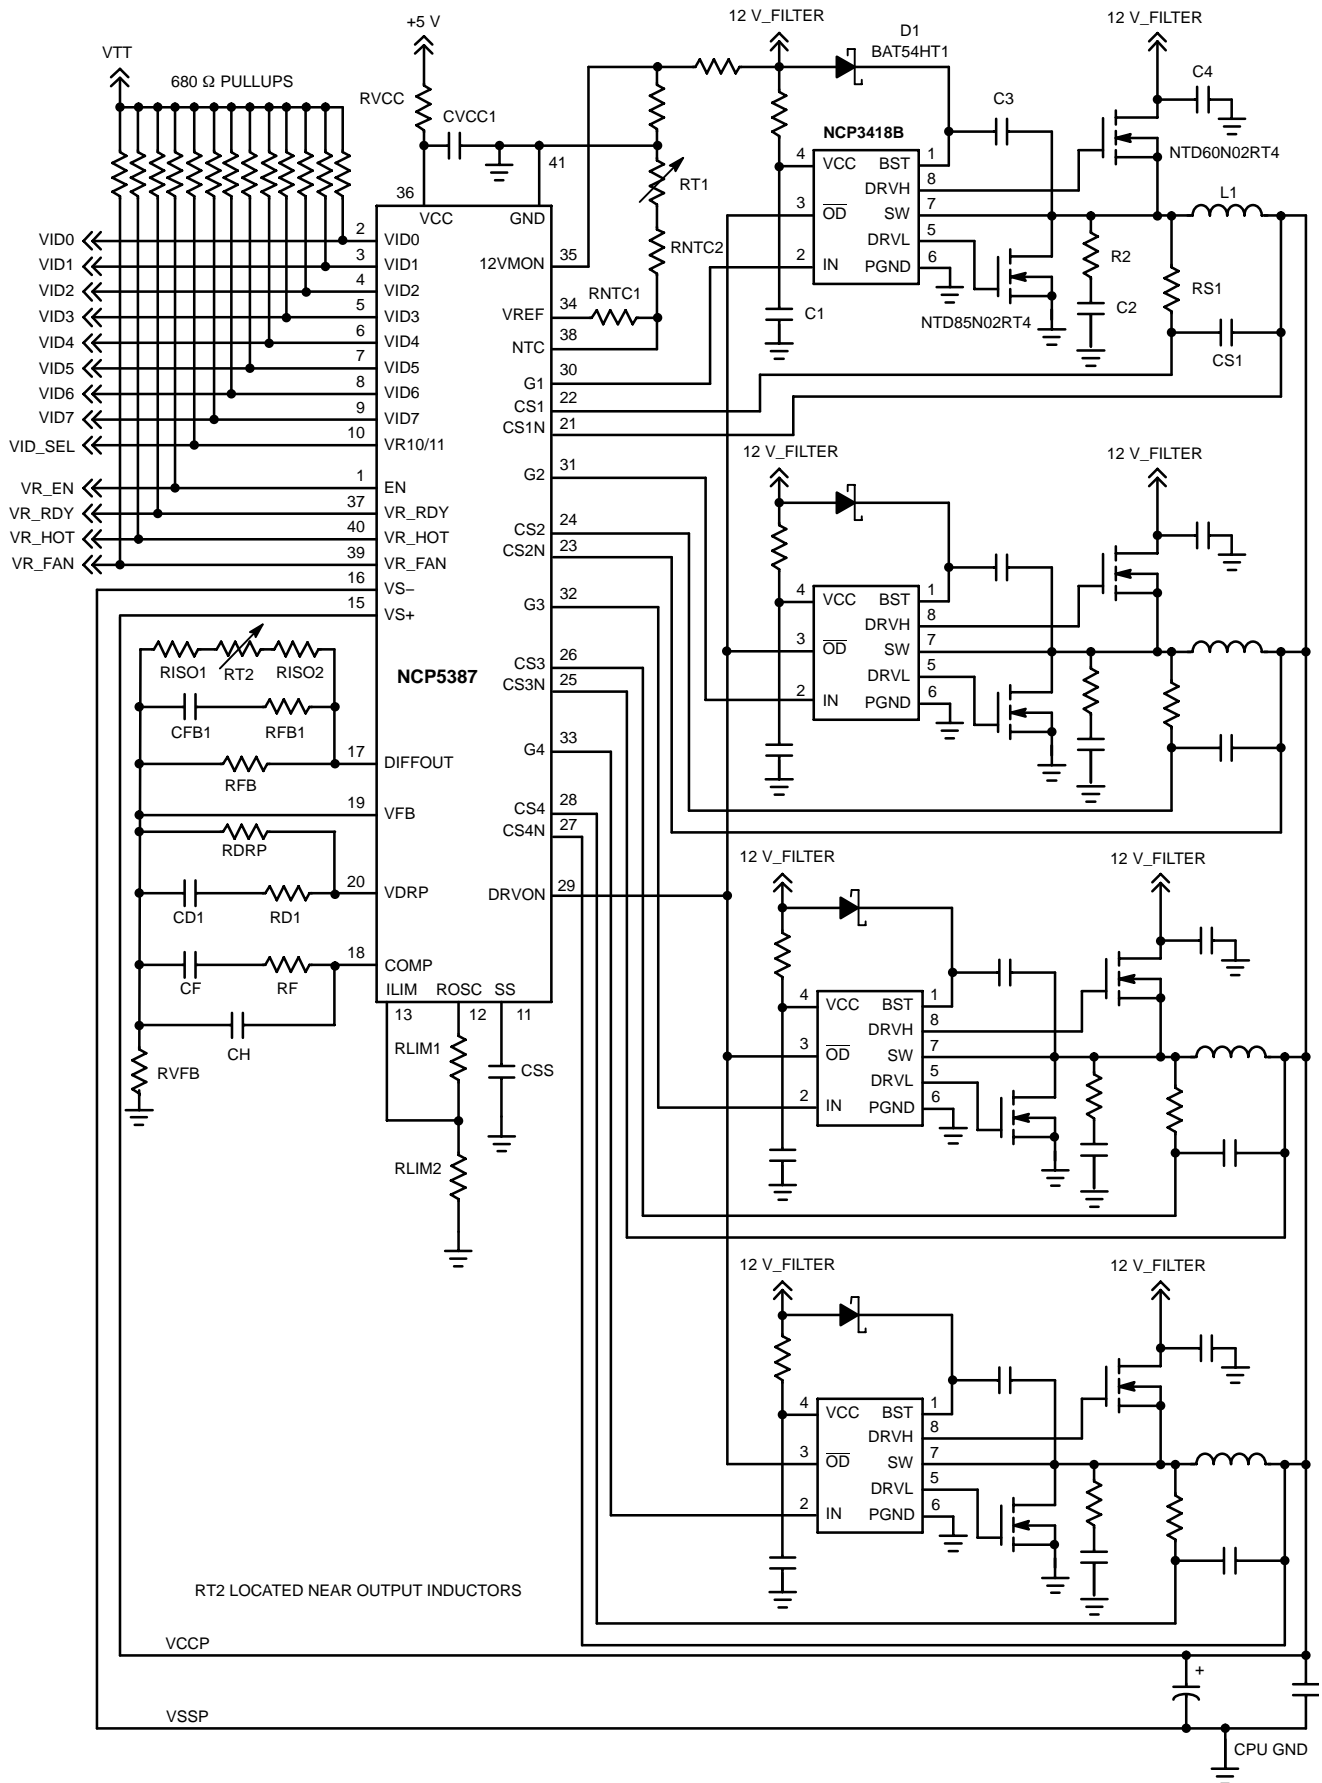 +5 V
12 V_FILTER
12 V_FILTER
D1
BAT54HT1
VTT
680 Ω PULLUPS
RVCC
CVCC1
C3
C4
NCP3418B
NTD60N02RT4
41
36
VCC
GND
RT1
4
VCC
BST
1
DRVH
8
3
OD
SW
7
DRVL
5
2
IN
PGND
6
L1
R2
RS1
C1
NTD85N02RT4
C2
CS1
VID0
2
VID0
VID1
3
VID1
VID2
4
VID2
VID3
5
VID3
VID4
6
VID4
VID5
7
VID5
VID6
8
VID6
VID7
9
VID7
VID_SEL
10
VR10/11
VR_EN
1
EN
VR_RDY
37
VR_RDY
VR_HOT
40
VR_HOT
VR_FAN
39
VR_FAN
16
VS−
15
VS+
12VMON
35
RNTC2
RNTC1
VREF
34
NTC
38
G1
30
CS1
22
CS1N
21
G2
31
CS2
24
CS2N
23
G3
32
CS3
26
CS3N
25
G4
33
CS4
28
CS4N
27
DRVON
29
NCP5387
RISO1
RT2
RISO2
CFB1
RFB1
17
DIFFOUT
RFB
19
VFB
RDRP
20
VDRP
CD1
RD1
18
COMP
CF
RF
CH
RVFB
ILIM
ROSC
SS
13
12
11
RLIM1
CSS
RLIM2
12 V_FILTER
12 V_FILTER
4
VCC
BST
1
DRVH
8
3
OD
SW
7
DRVL
5
2
IN
PGND
6
12 V_FILTER
12 V_FILTER
4
VCC
BST
1
DRVH
8
3
OD
SW
7
DRVL
5
2
IN
PGND
6
12 V_FILTER
12 V_FILTER
4
VCC
BST
1
DRVH
8
3
OD
SW
7
DRVL
5
2
IN
PGND
6
RT2 LOCATED NEAR OUTPUT INDUCTORS
VCCP
+
VSSP
CPU GND